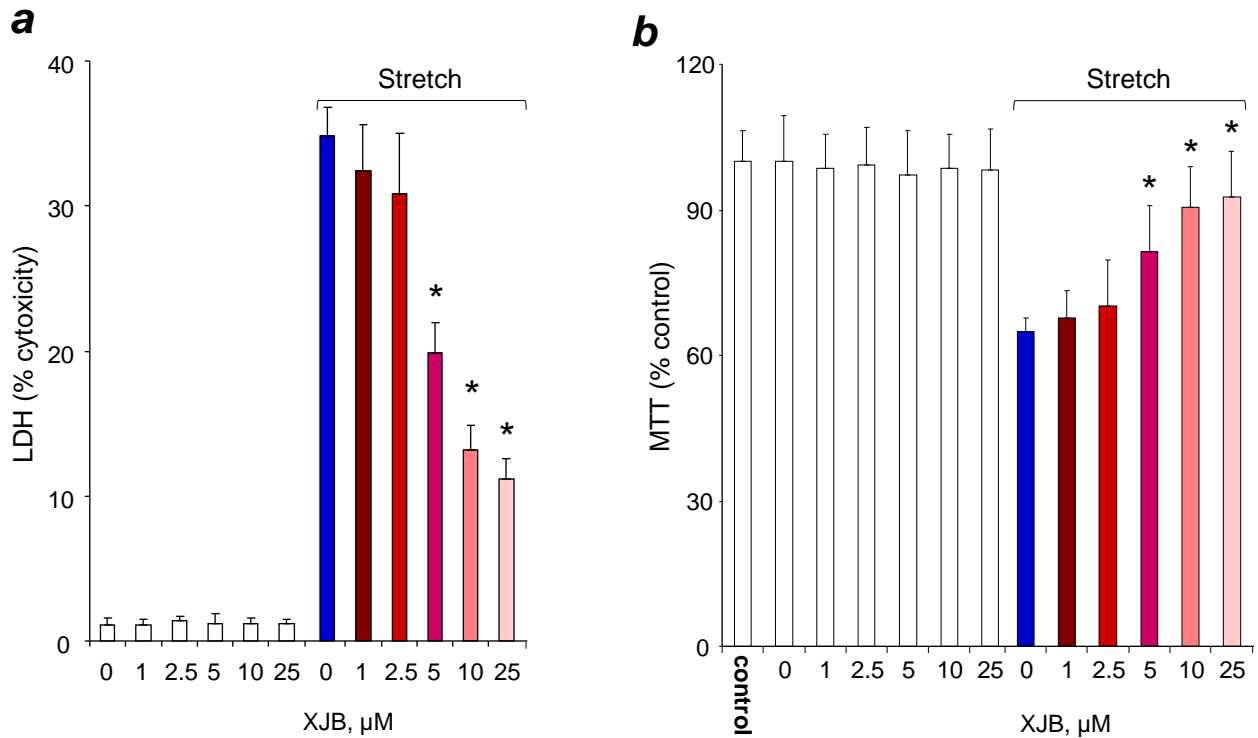 a
40
30
20
10
0
LDH (% cytotoxicity)
Stretch
*
*
*
0 1 2.5 5 10 25 0 1 2.5 5 10 25
XJB, µM
b
120
90
60
30
0
MTT (% control)
Stretch
*
*
*
control 0 1 2.5 5 10 25 0 1 2.5 5 10 25
XJB, µM